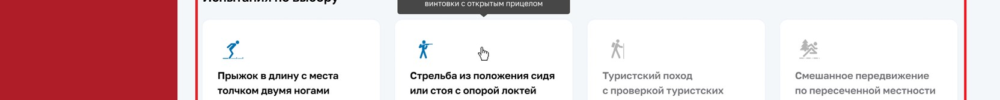 Испытания по выбору
винтовки с открытым прицелом
Прыжок в длину с места
толчком двумя ногами
Стрельба из положения сидя
или стоя с опорой локтей
Туристский поход
с проверкой туристских
Смешанное передвижение
по пересеченной местности